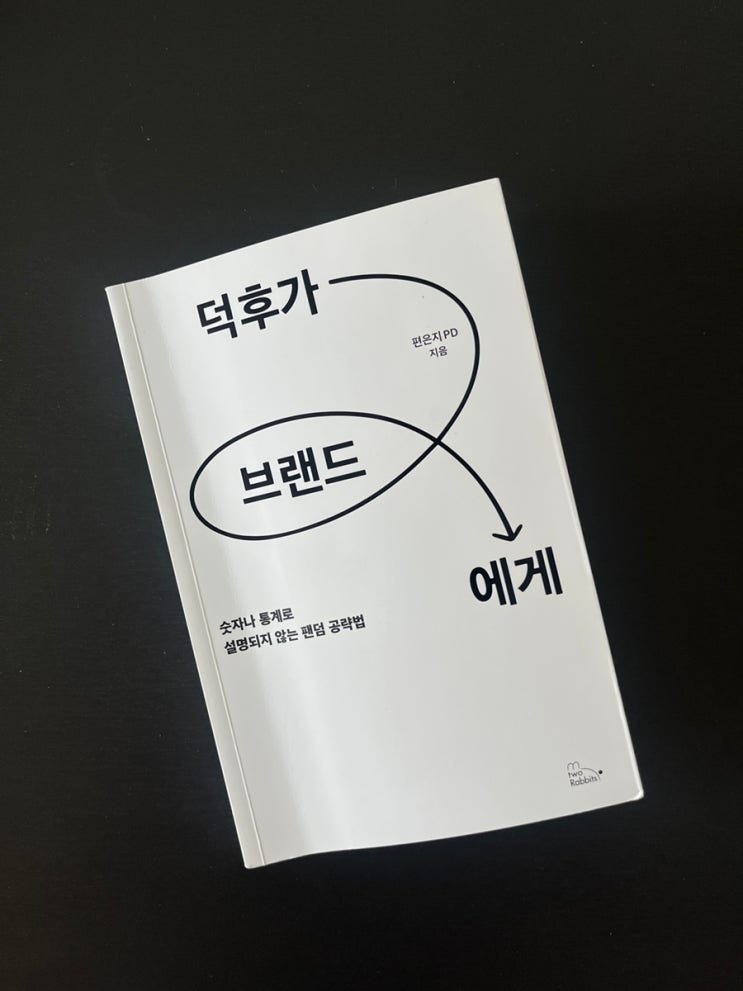 덕후가
편은지 PD
지음
브랜드
에게
숫자나 통계로
설명되지 않는 팬덤 공략법
two
Rabbits